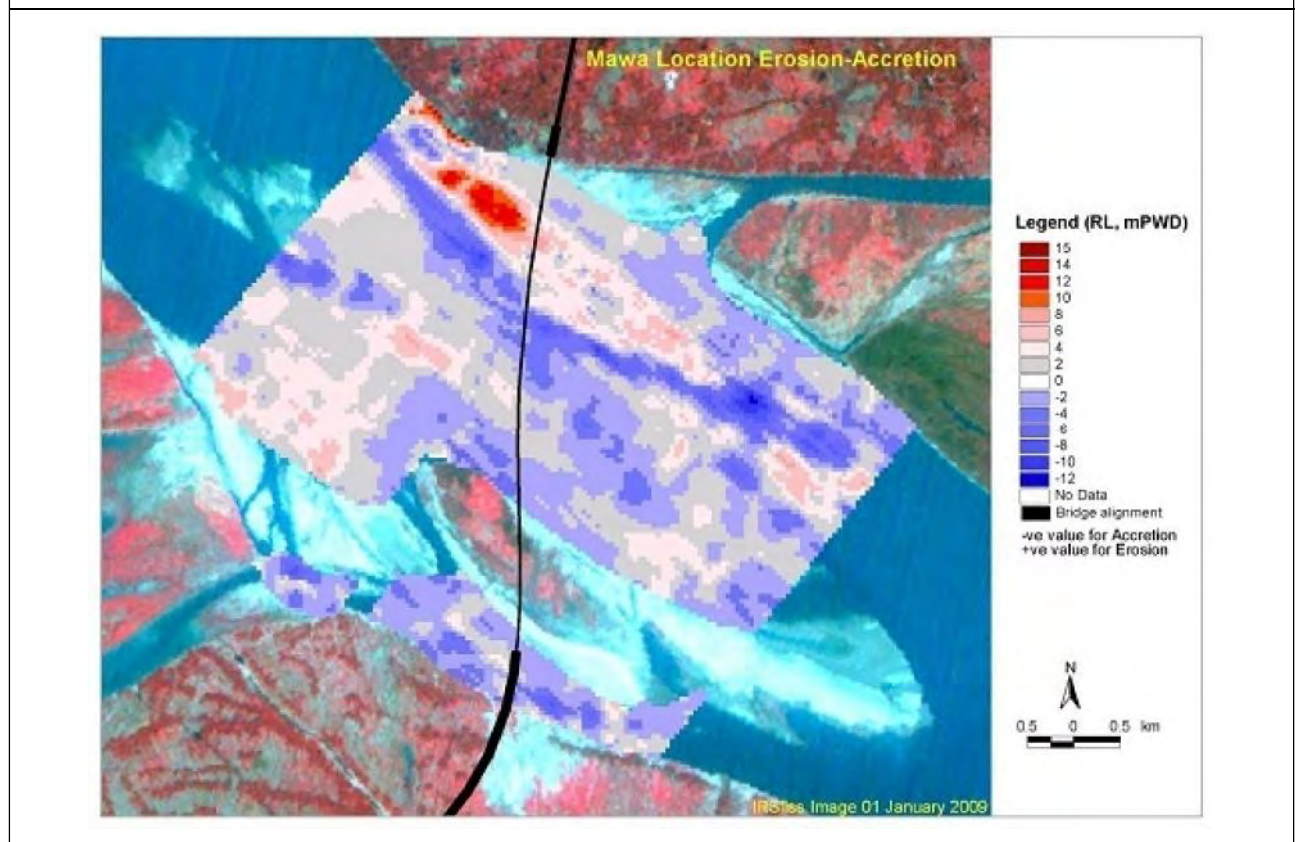 Mawa Location Erosion-Accretion
Legend (RL, mPWD)
15
14
12
10
8
6
4
2
0
-2
-4
-6
-8
-10
-12
No Data
Bridge alignment
-ve value for Accretion
+ve value for Erosion
N
0.5 0 0.5 km
Image 01 January 2009